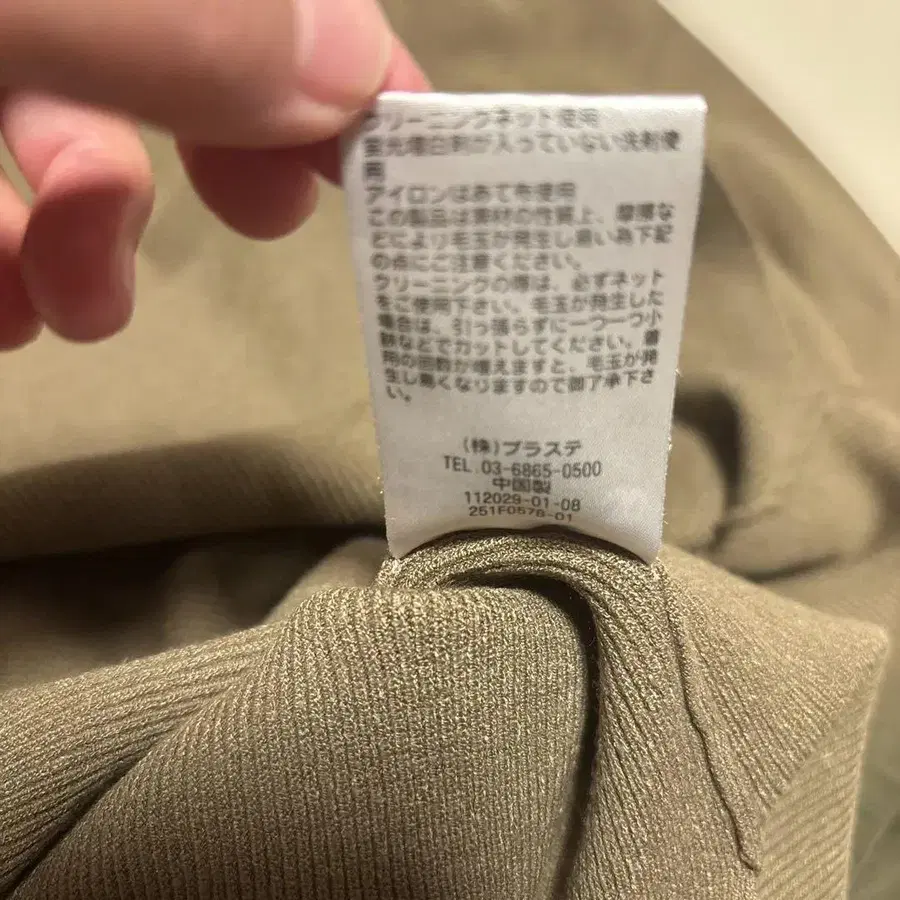 クリーニングネット使用
蛍光増白剤が入っていない洗剤使
用
アイロンはあて布使用
この製品は素材の性質上、摩擦な
どにより毛玉が発生し易い為下記
の点にご注意ください。
クリーニングの際は、必ずネット
をご使用下さい。毛玉が発生した
場合は、引っ張らずに一つ一つ小
鋏などでカットしてください。着
用の回数が増えますと、毛玉が発
生し難くなりますので御了承下さ
い。
(株)プラステ
TEL.03-6865-0500
中国製
112029-01-08
251F0578-01